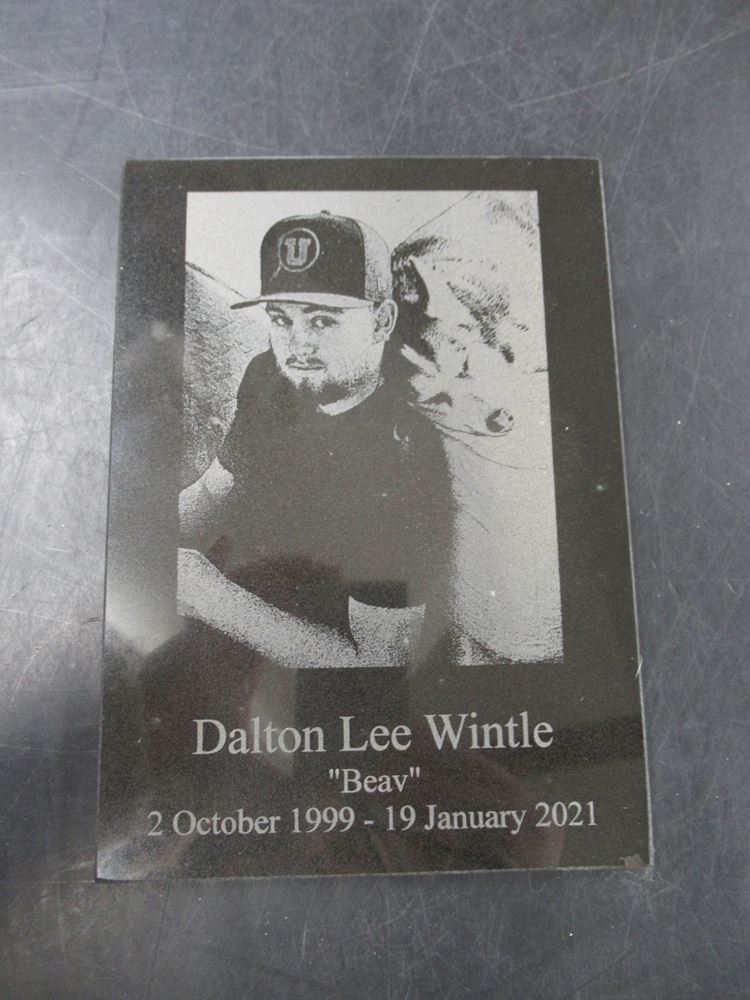 U
Dalton Lee Wintle
"Beav"
2 October 1999 - 19 January 2021